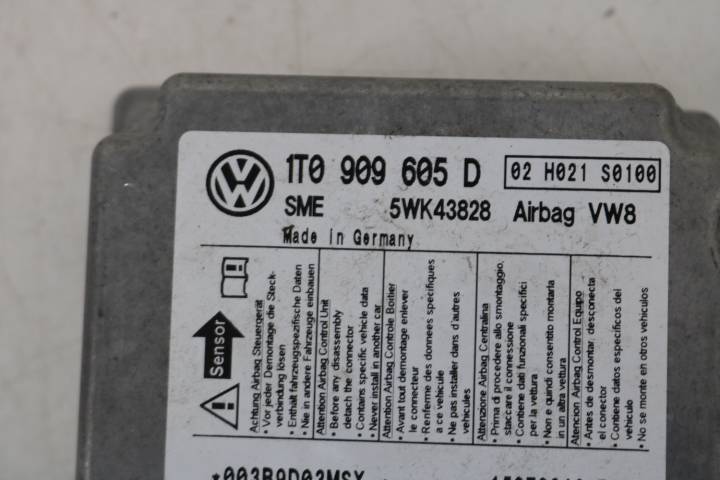 1T0 909 605 D
02 H021 S0100
SME 5WK43828 Airbag VW8
Made in Germany
Sensor
Achtung Airbag Steuergerät
• Vor jeder Demontage die Steck-
verbindung lösen
• Enthält fahrzeugspezifische Daten
• Nie in andere Fahrzeuge einbauen
Attention Airbag Control Unit
• Before any disassembly
detach the connector
• Contains specific vehicle data
• Never install in another car
Attention Airbag Controle Boitier
• Avant tout demontage enlever
le connecteur
• Renferme des donnees specifiques
a ce vehicule
• Ne pas installer dans d'autres
vehicules
Attenzione Airbag Centralina
• Prima di procedere allo smontaggio,
staccare il connessione
• Contiene dati funzionali specifici
per la vettura
• Non e quindi consentito montarla
in un altra vettura
Atencion Airbag Control Equipo
• Antes de desmontar, desconecta
el conector
• Contiene datos especificos del
vehiculo
• No se monte en otros vehiculos
*003B9D03MSX